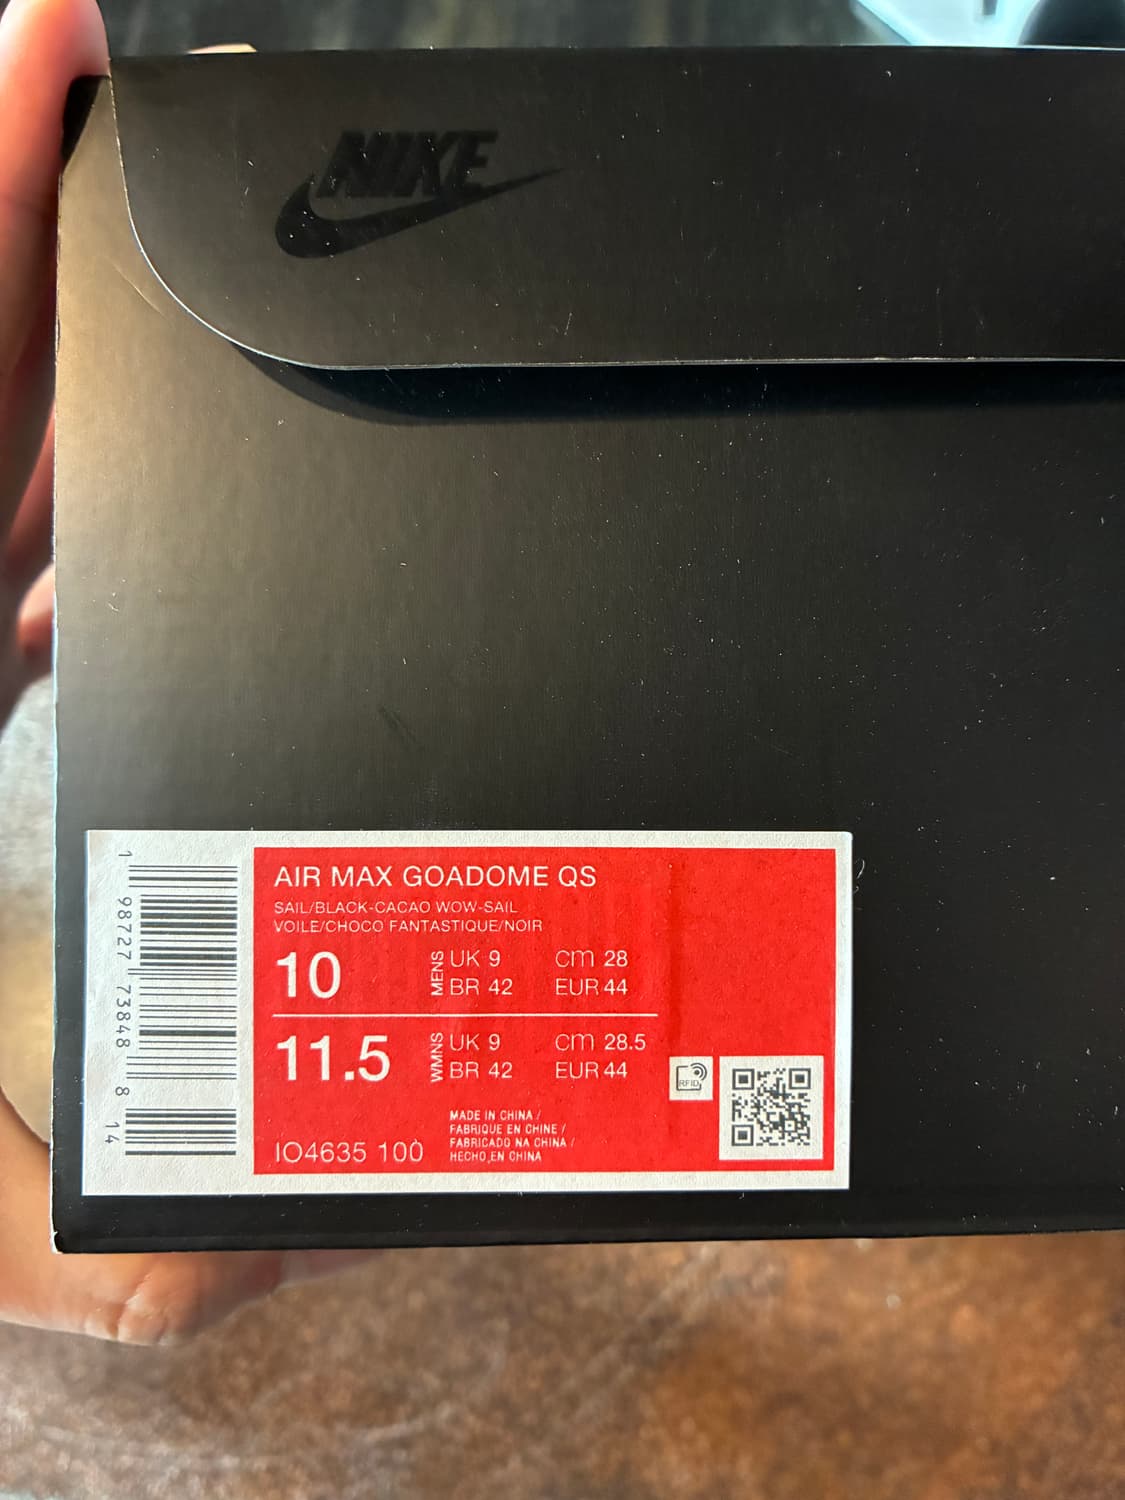 NIKE
AIR MAX GOADOME QS
SAIL/BLACK-CACAO WOW-SAIL
VOILE/CHOCO FANTASTIQUE/NOIR
10 MENS UK 9 cm 28
BR 42 EUR 44
11.5 WMNS UK 9 cm 28.5
BR 42 EUR 44
RFID
MADE IN CHINA /
FABRIQUE EN CHINE /
FABRICADO NA CHINA /
HECHO EN CHINA
IO4635 100
1 98727 73848 8 14